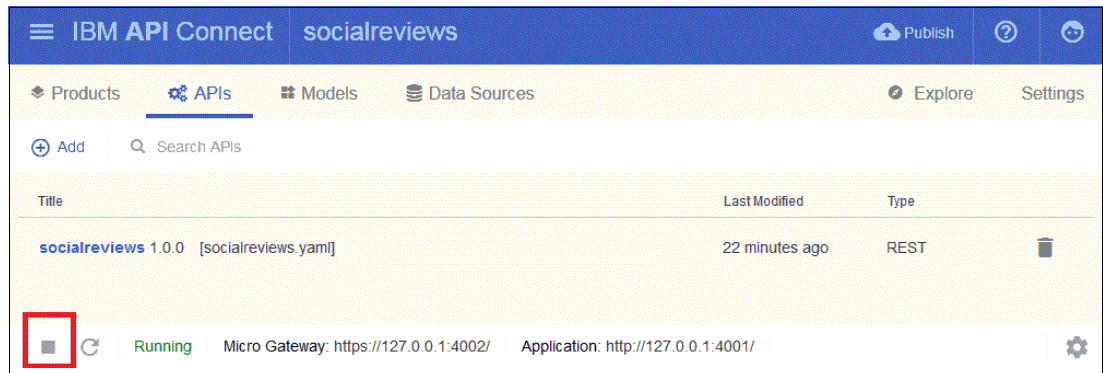 IBM API Connect socialreviews Publish
Products APIs Models Data Sources Explore Settings
Add Search APIs
Title Last Modified Type
socialreviews 1.0.0 [socialreviews.yaml] 22 minutes ago REST
Running Micro Gateway: https://127.0.0.1:4002/ Application: http://127.0.0.1:4001/